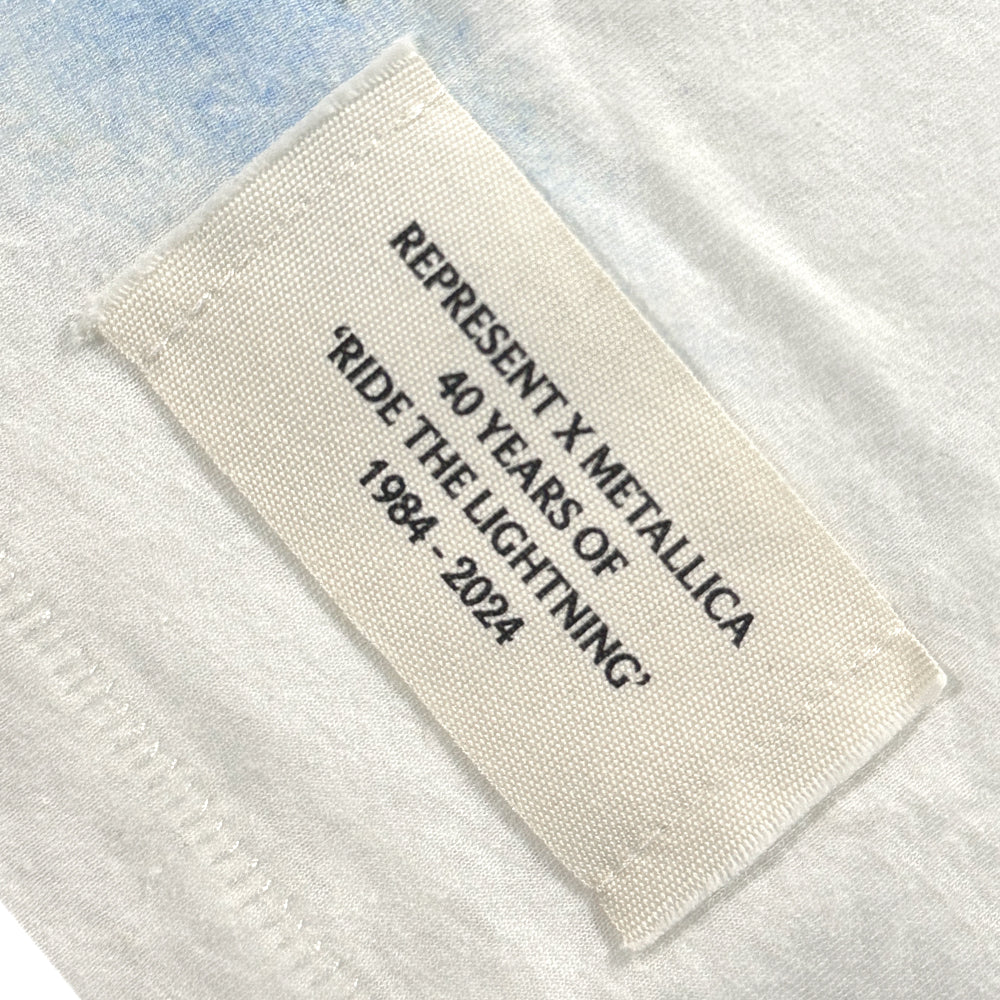 REPRESENT X METALLICA
40 YEARS OF
‘RIDE THE LIGHTNING’
1984 - 2024